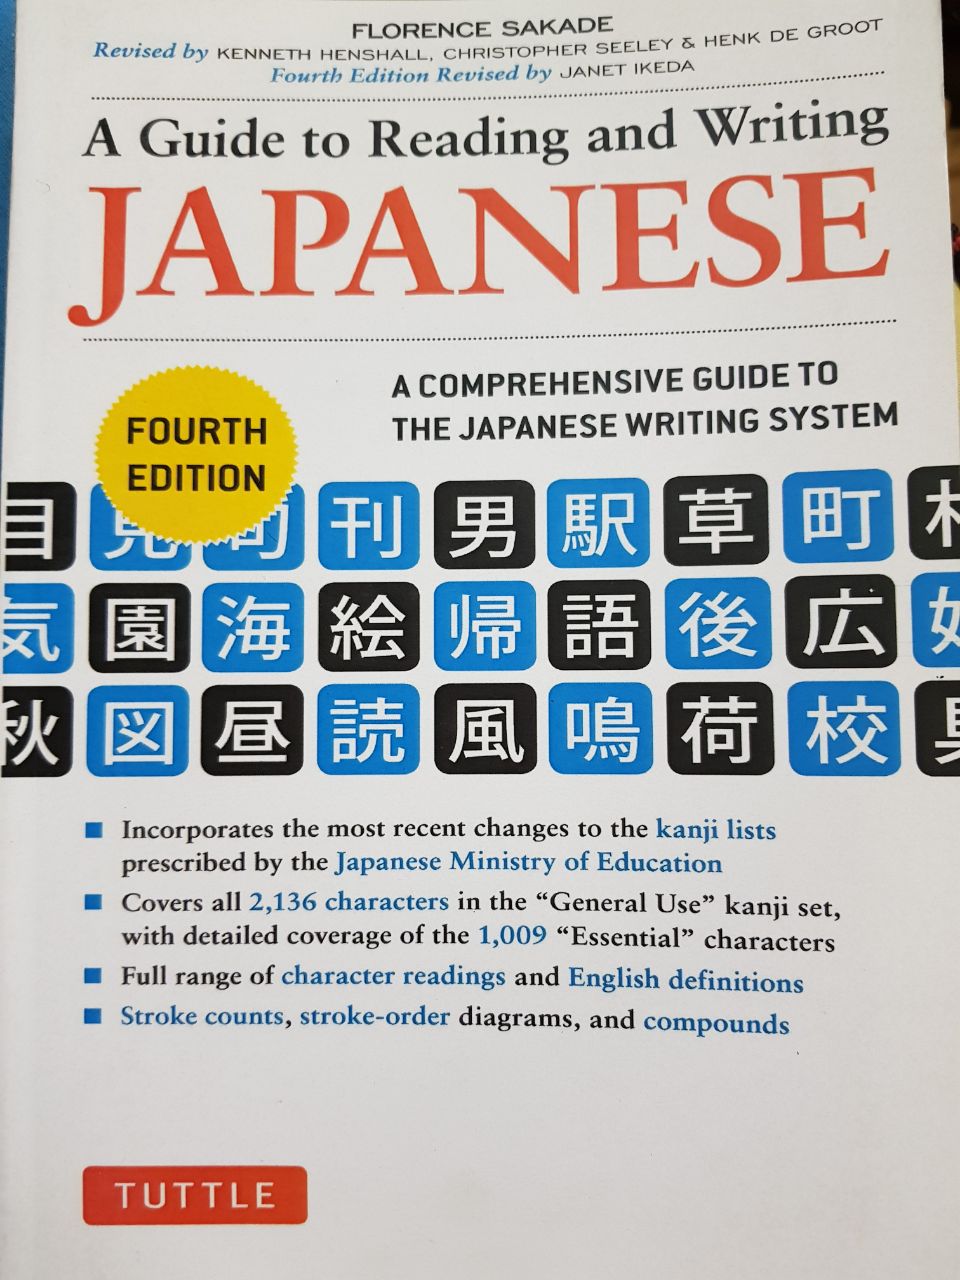 FLORENCE SAKADE
Revised by KENNETH HENSHALL, CHRISTOPHER SEELEY & HENK DE GROOT
Fourth Edition Revised by JANET IKEDA
A Guide to Reading and Writing
JAPANESE
FOURTH
EDITION
A COMPREHENSIVE GUIDE TO
THE JAPANESE WRITING SYSTEM
目 見 町 刊 男 駅 草 町
気 園 海 絵 帰 語 後 広
秋 図 昼 読 風 鳴 荷 校
Incorporates the most recent changes to the kanji lists
prescribed by the Japanese Ministry of Education
Covers all 2,136 characters in the “General Use” kanji set,
with detailed coverage of the 1,009 “Essential” characters
Full range of character readings and English definitions
Stroke counts, stroke-order diagrams, and compounds
TUTTLE